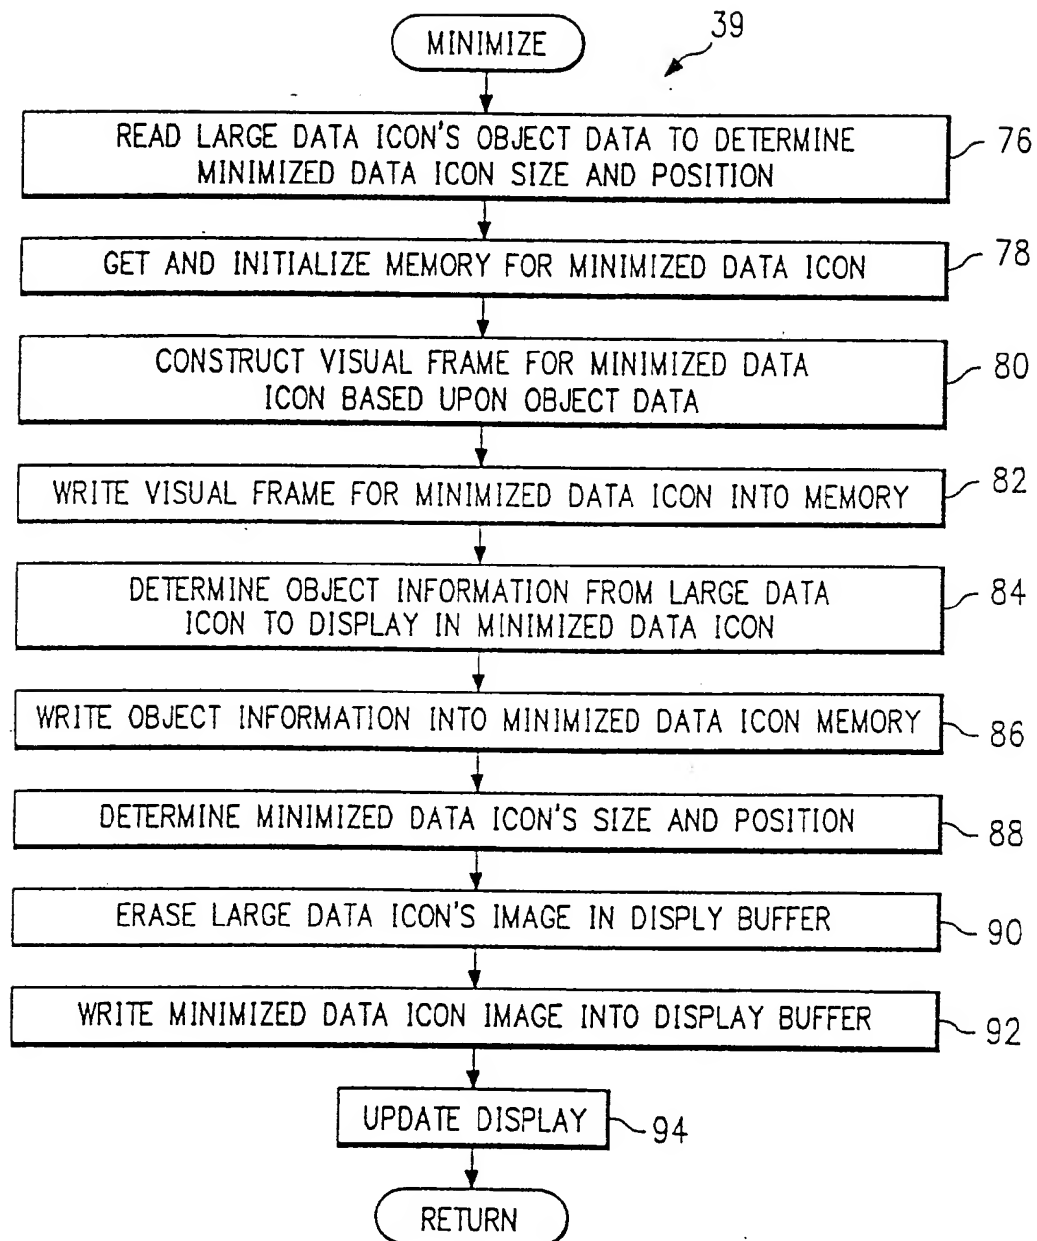 MINIMIZE
39
READ LARGE DATA ICON'S OBJECT DATA TO DETERMINE
MINIMIZED DATA ICON SIZE AND POSITION
76
GET AND INITIALIZE MEMORY FOR MINIMIZED DATA ICON
78
CONSTRUCT VISUAL FRAME FOR MINIMIZED DATA
ICON BASED UPON OBJECT DATA
80
WRITE VISUAL FRAME FOR MINIMIZED DATA ICON INTO MEMORY
82
DETERMINE OBJECT INFORMATION FROM LARGE DATA
ICON TO DISPLAY IN MINIMIZED DATA ICON
84
WRITE OBJECT INFORMATION INTO MINIMIZED DATA ICON MEMORY
86
DETERMINE MINIMIZED DATA ICON'S SIZE AND POSITION
88
ERASE LARGE DATA ICON'S IMAGE IN DISPLY BUFFER
90
WRITE MINIMIZED DATA ICON IMAGE INTO DISPLAY BUFFER
92
UPDATE DISPLAY
94
RETURN